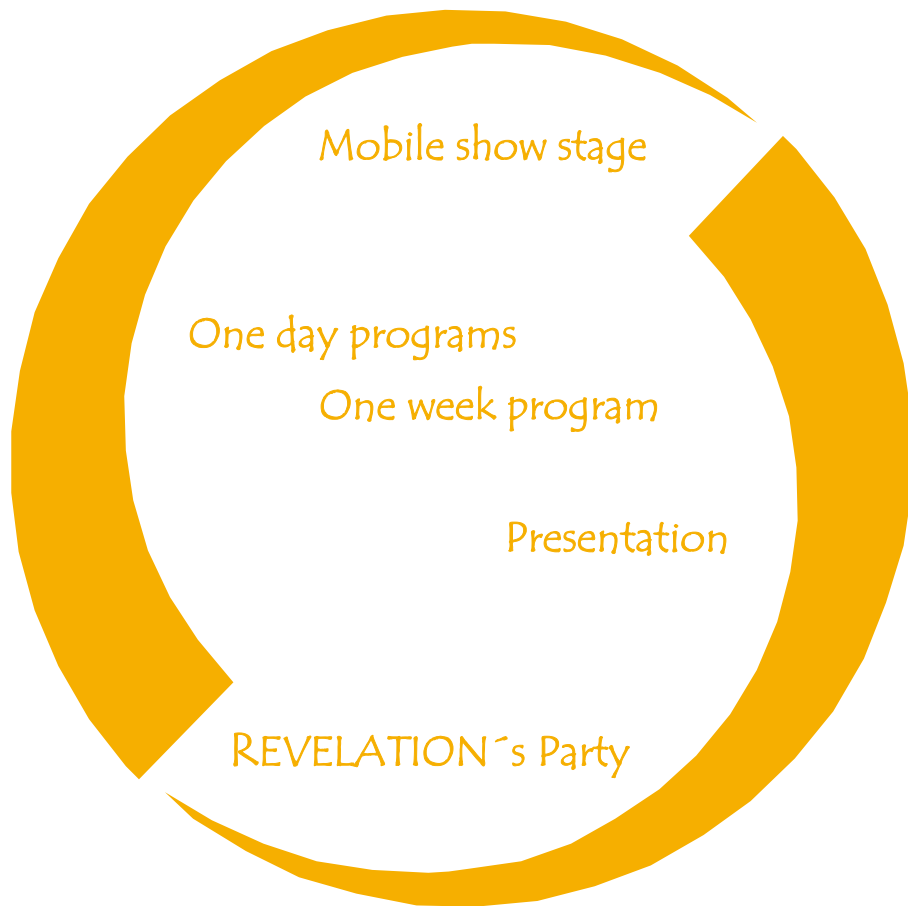 Mobile show stage
One day programs
One week program
Presentation
REVELATION´s Party